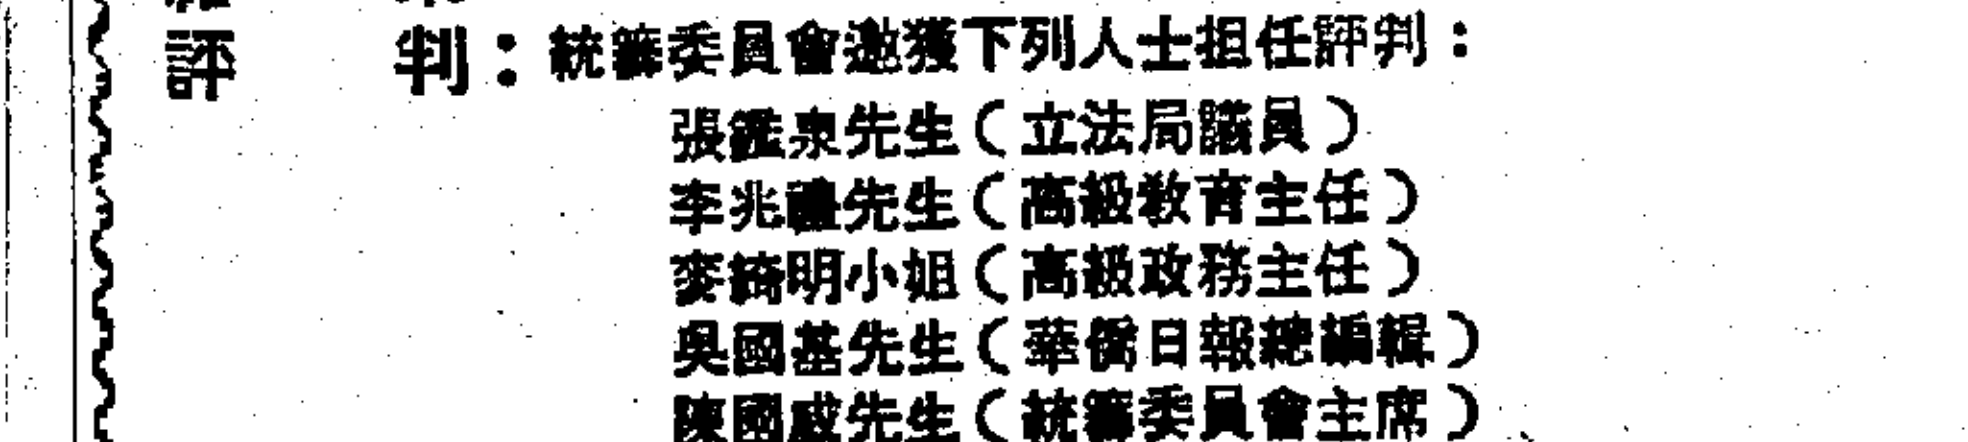 評　　判：統籌委員會邀獲下列人士担任評判：
張鑑泉先生（立法局議員）
李兆禮先生（高級教育主任）
麥綺明小姐（高級政務主任）
吳國基先生（華僑日報總編輯）
陳國威先生（統籌委員會主席）